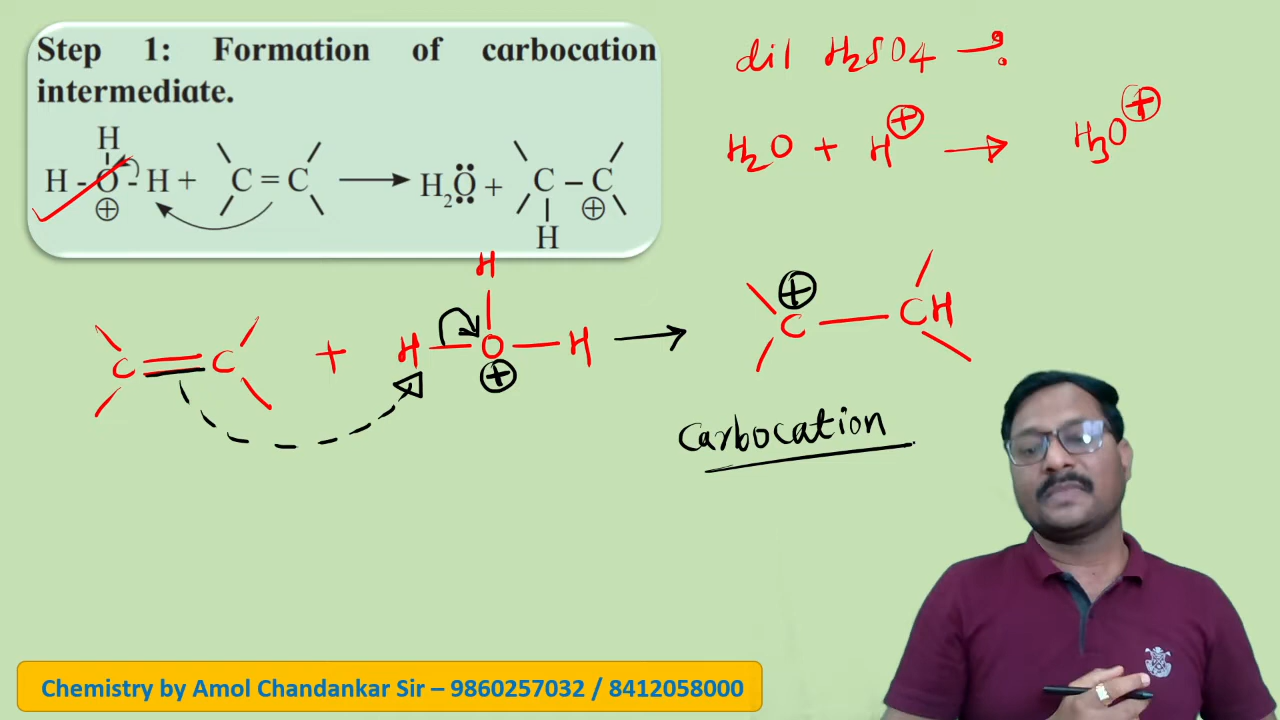 Step 1: Formation of carbocation
intermediate.
H
H - O - H + C = C ⟶ H₂Ö + C – C
⊕ ⊕
H
dil H₂SO₄ →
H₂O + H⊕ → H₃O⊕
H
C = C + H — O — H → C — CH
⊕ ⊕
Carbocation
Chemistry by Amol Chandankar Sir – 9860257032 / 8412058000